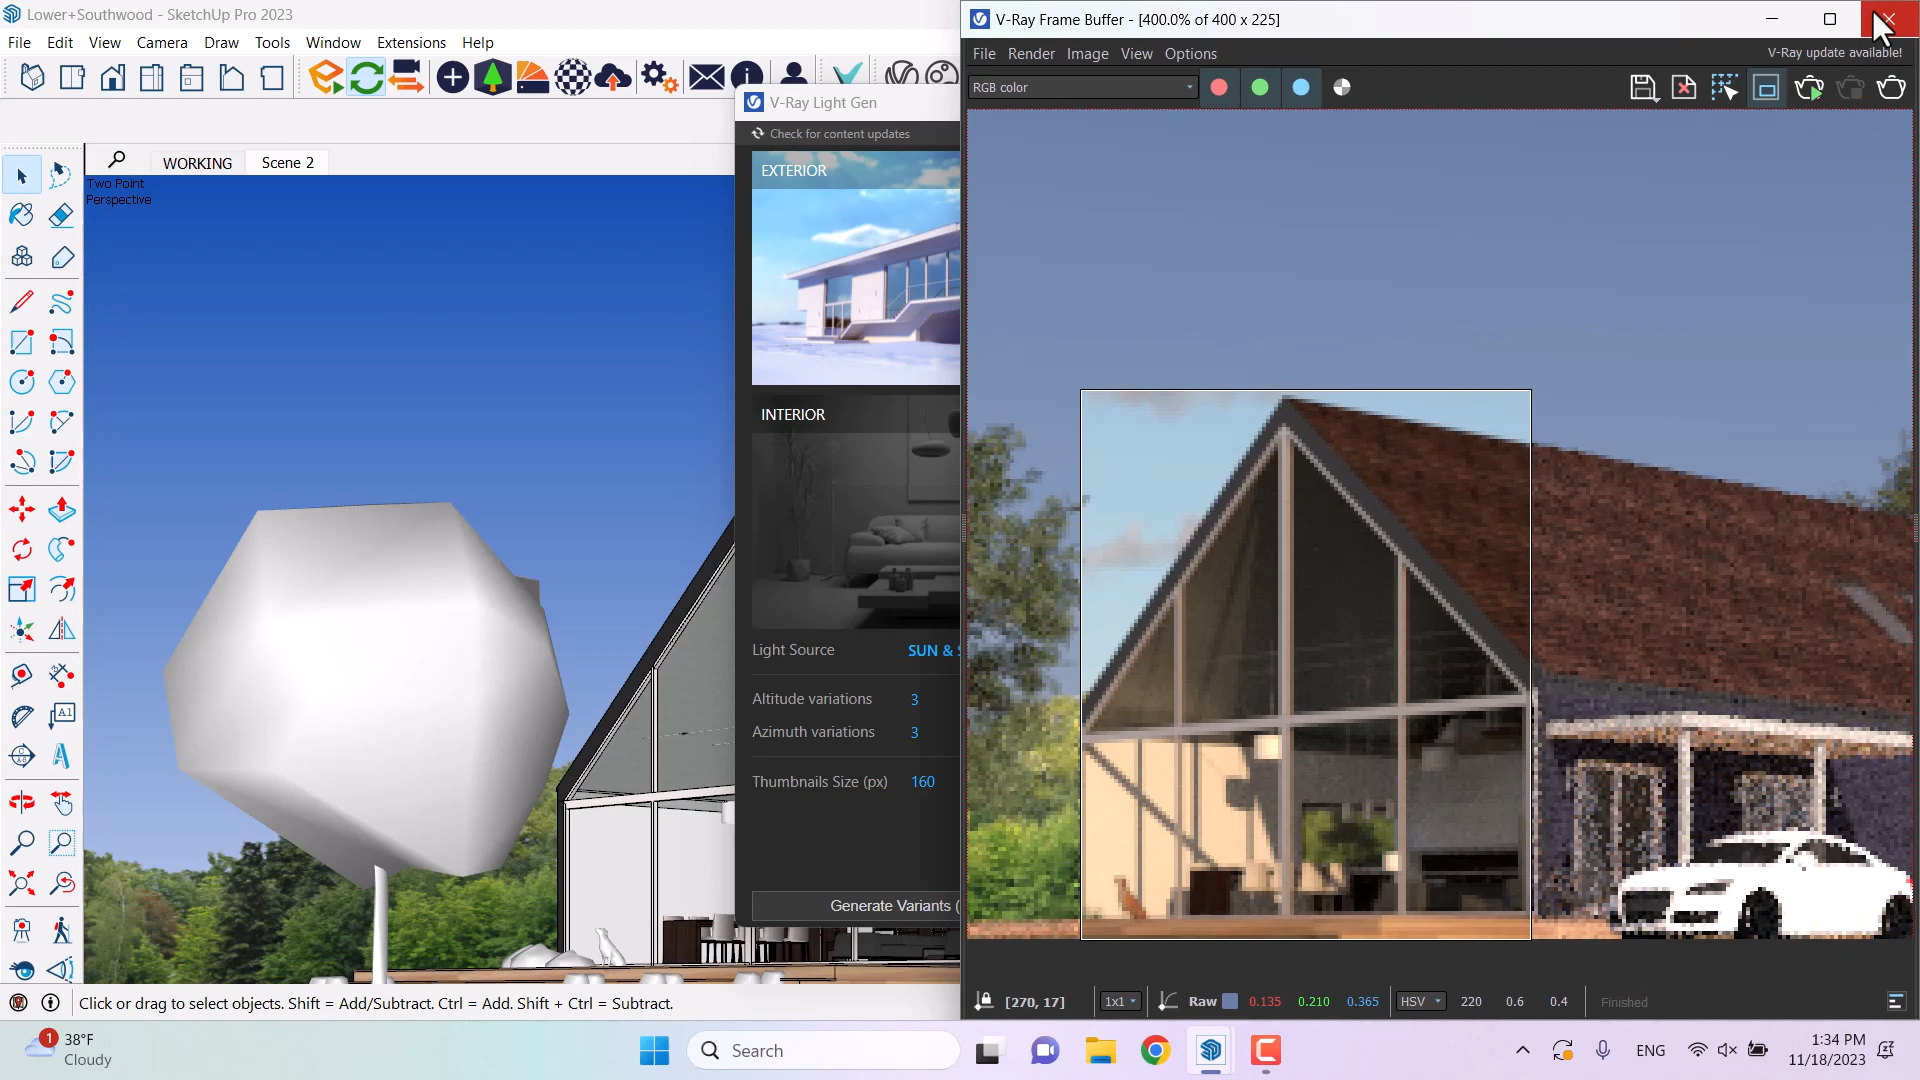 Lower+Southwood - SketchUp Pro 2023
File Edit View Camera Draw Tools Window Extensions Help
WORKING Scene 2
Two Point
Perspective
A1
V-Ray Light Gen
Check for content updates
EXTERIOR
INTERIOR
Light Source SUN &
Altitude variations 3
Azimuth variations 3
Thumbnails Size (px) 160
Generate Variants (
V-Ray Frame Buffer - [400.0% of 400 x 225]
File Render Image View Options
V-Ray update available!
RGB color
[270, 17] 1x1 Raw 0.135 0.210 0.365 HSV 220 0.6 0.4 Finished
Click or drag to select objects. Shift = Add/Subtract. Ctrl = Add. Shift + Ctrl = Subtract.
1
38°F
Cloudy
Search
ENG
1:34 PM
11/18/2023